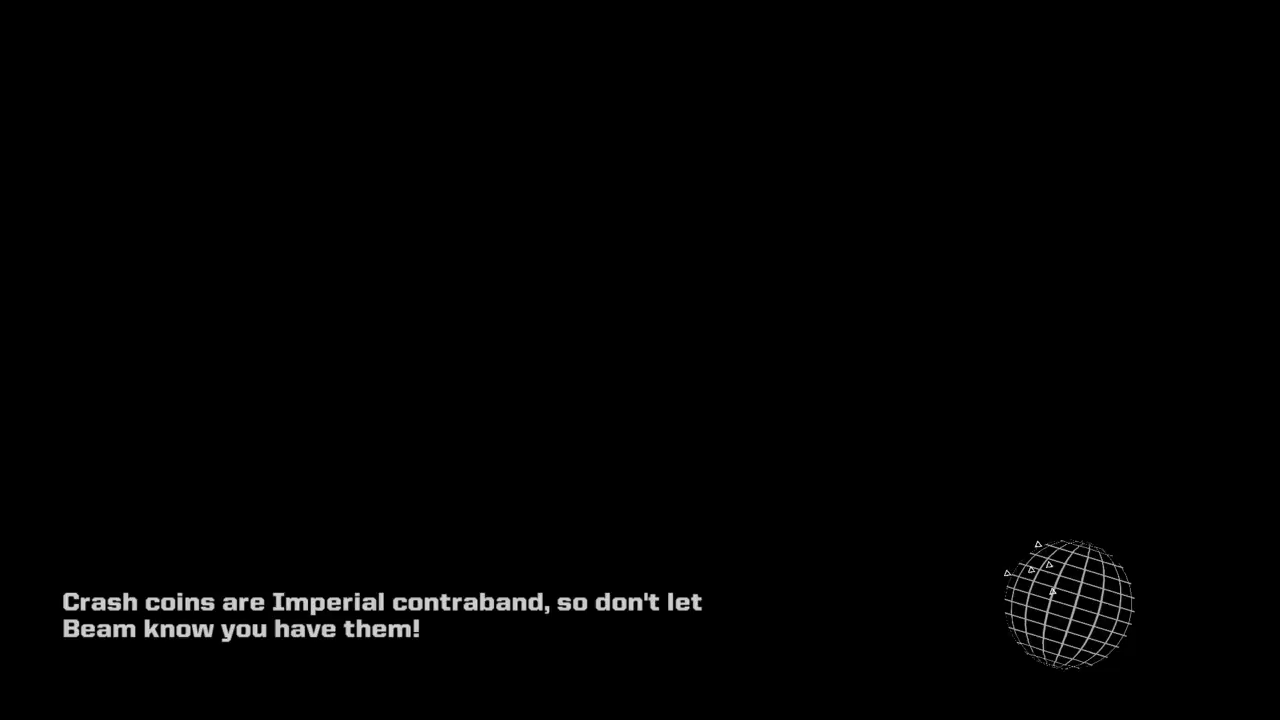 Crash coins are Imperial contraband, so don't let
Beam know you have them!